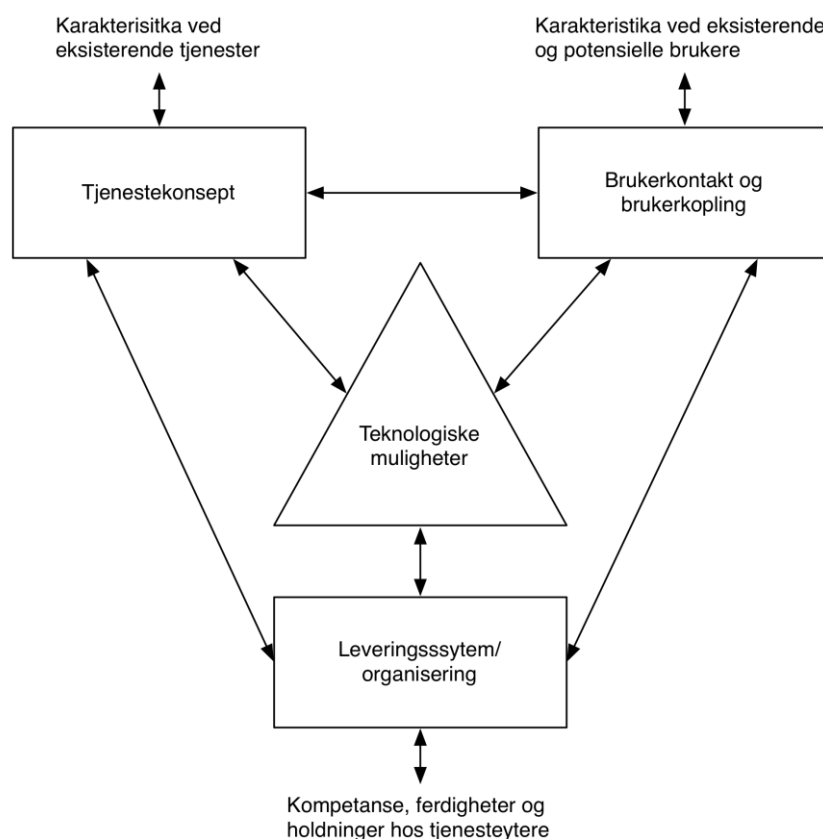 Karakterisitka ved
eksisterende tjenester
Karakteristika ved eksisterende
og potensielle brukere
Tjenestekonsept
Brukerkontakt og
brukerkopling
Teknologiske
muligheter
Leveringsssytem/
organisering
Kompetanse, ferdigheter og
holdninger hos tjenesteytere